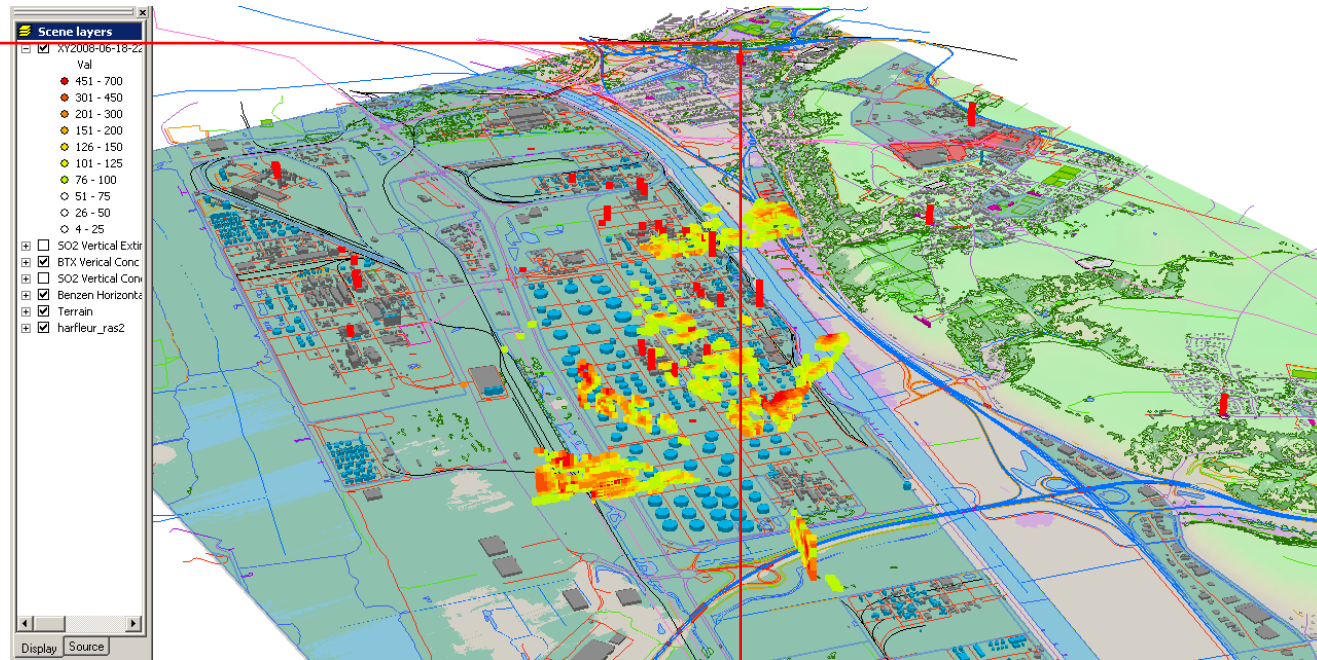 Scene layers
XY2008-06-18-22
Val
451 - 700
301 - 450
201 - 300
151 - 200
126 - 150
101 - 125
76 - 100
51 - 75
26 - 50
4 - 25
SO2 Vertical Extin
BTX Verical Conc
SO2 Vertical Con
Benzen Horizonta
Terrain
harfleur_ras2
Display
Source